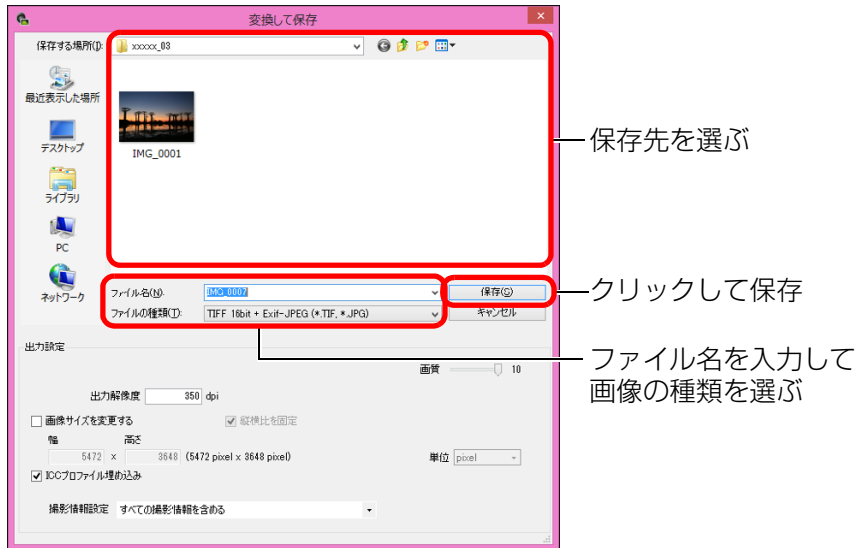 変換して保存
保存する場所(I):
xxxxx_03
最近表示した場所
デスクトップ
ライブラリ
PC
ネットワーク
IMG_0001
保存先を選ぶ
ファイル名(N):
IMG_0007
保存(S)
クリックして保存
ファイルの種類(T):
TIFF 16bit + Exif-JPEG (*.TIF, *.JPG)
キャンセル
ファイル名を入力して
画像の種類を選ぶ
出力設定
画質
10
出力解像度 350 dpi
画像サイズを変更する
縦横比を固定
幅 高さ
5472 x 3648 (5472 pixel x 3648 pixel)
単位 pixel
ICCプロファイル埋め込み
撮影情報設定 すべての撮影情報を含める